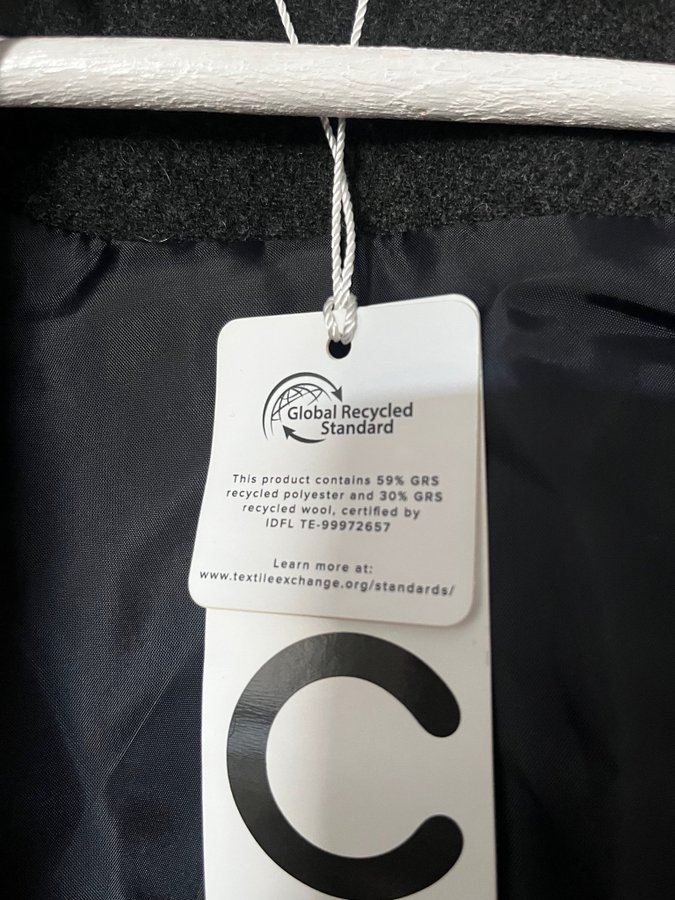 Global Recycled
Standard
This product contains 59% GRS
recycled polyester and 30% GRS
recycled wool, certified by
IDFL TE-99972657
Learn more at:
www.textileexchange.org/standards/
C